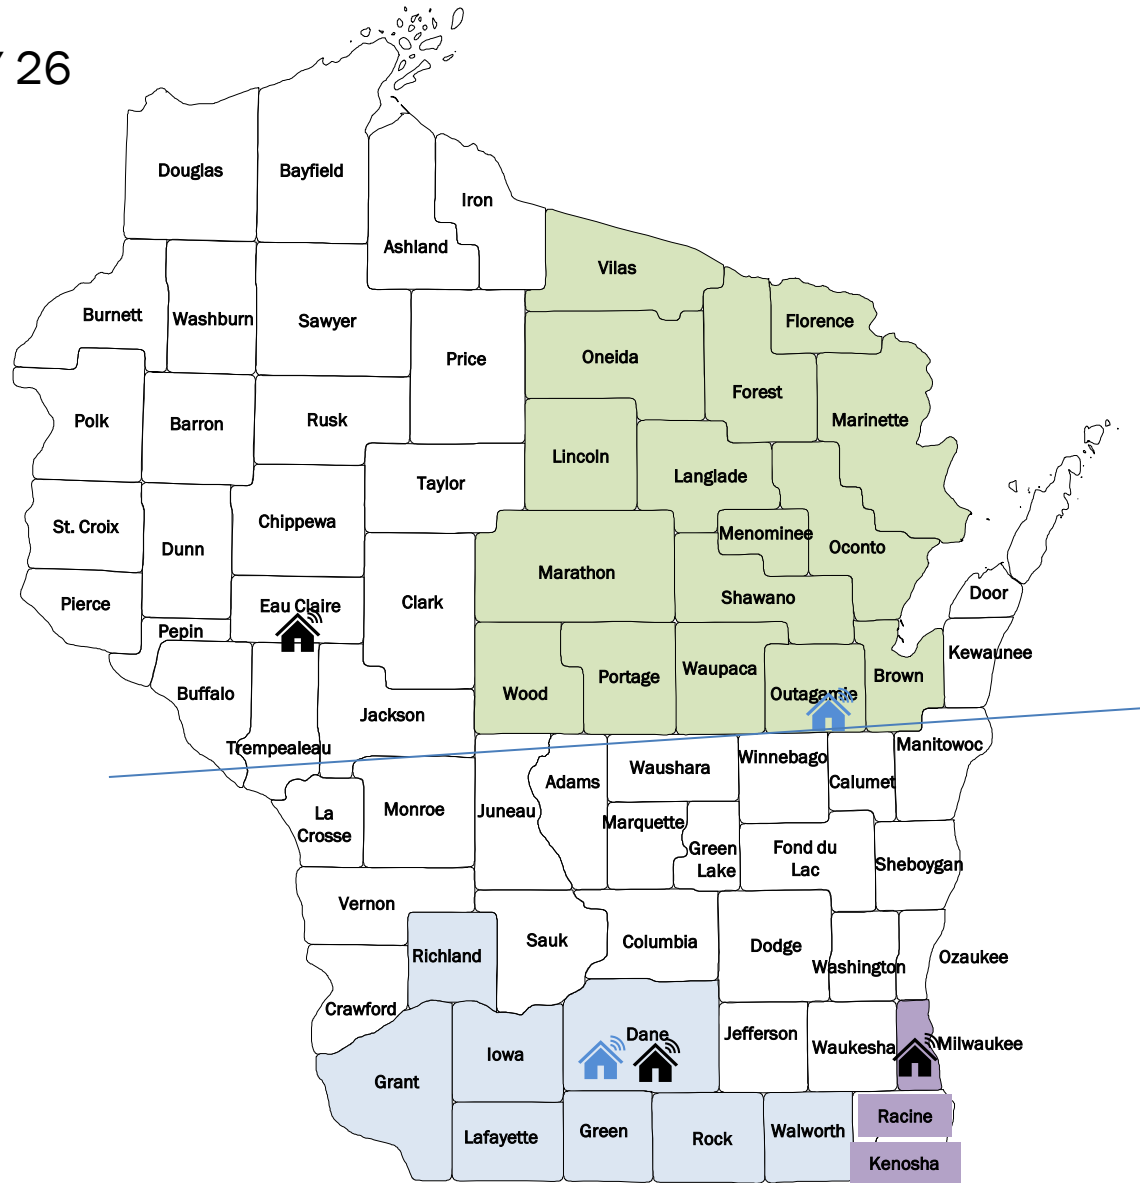 Y 26
Douglas
Bayfield
Iron
Ashland
Vilas
Burnett
Washburn
Sawyer
Florence
Price
Oneida
Forest
Polk
Barron
Rusk
Marinette
Lincoln
Langlade
Taylor
St. Croix
Chippewa
Menominee
Dunn
Oconto
Marathon
Pierce
Eau Claire
Clark
Shawano
Door
Pepin
Kewaunee
Buffalo
Wood
Portage
Waupaca
Outagamie
Brown
Jackson
Trempealeau
Manitowoc
Winnebago
Waushara
Adams
Calumet
La
Crosse
Monroe
Juneau
Marquette
Green
Lake
Fond du
Lac
Sheboygan
Vernon
Richland
Sauk
Columbia
Dodge
Washington
Ozaukee
Crawford
Dane
Jefferson
Waukesha
Milwaukee
Iowa
Grant
Lafayette
Green
Rock
Walworth
Racine
Kenosha